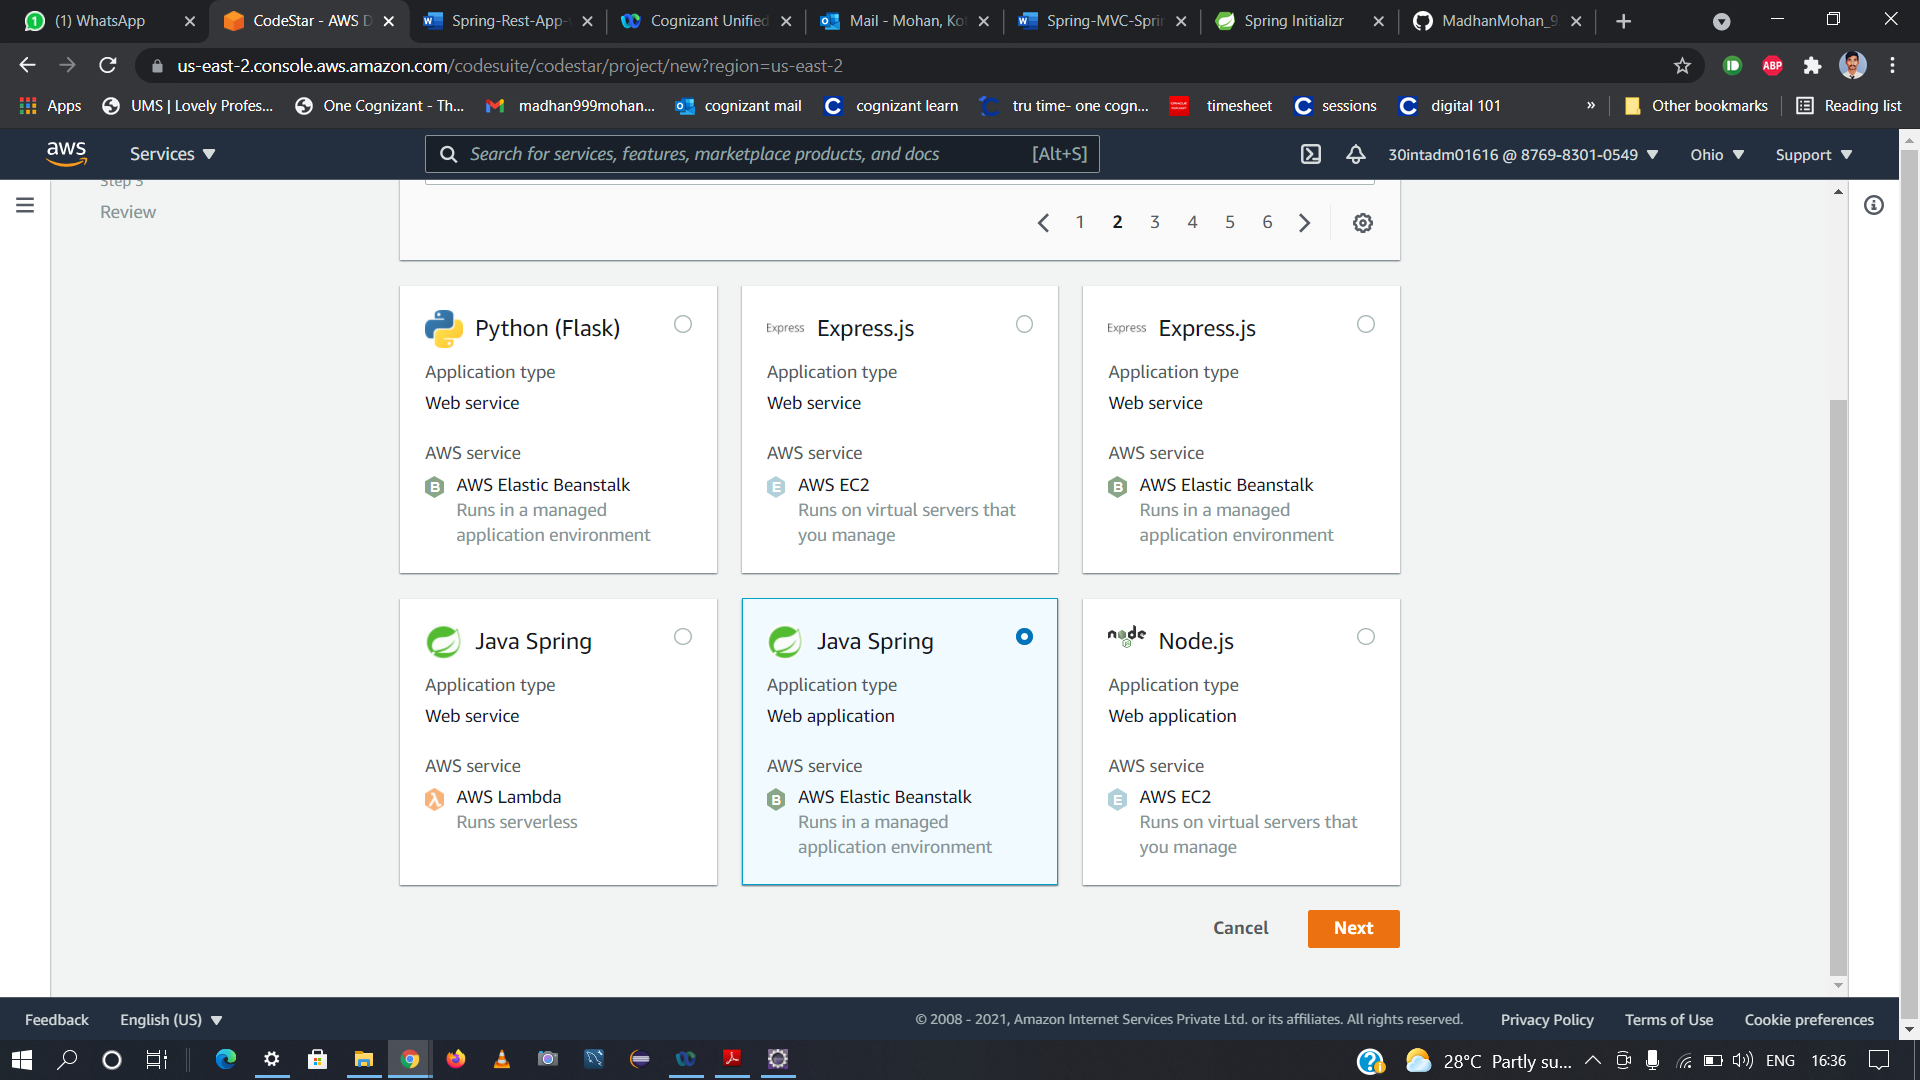 (1) WhatsApp
CodeStar - AWS D
Spring-Rest-App-
Cognizant Unified
Mail - Mohan, Kot
Spring-MVC-Sprin
Spring Initializr
MadhanMohan_9
us-east-2.console.aws.amazon.com/codesuite/codestar/project/new?region=us-east-2
ABP
Apps
UMS | Lovely Profes...
One Cognizant - Th...
madhan999mohan...
cognizant mail
cognizant learn
tru time- one cogn...
timesheet
sessions
digital 101
»
Other bookmarks
Reading list
aws
Services
Search for services, features, marketplace products, and docs
[Alt+S]
30intadm01616 @ 8769-8301-0549
Ohio
Support
Step 3
Review
1 2 3 4 5 6
Python (Flask)
Application type
Web service
AWS service
B
AWS Elastic Beanstalk
Runs in a managed
application environment
Express
Express.js
Application type
Web service
AWS service
E
AWS EC2
Runs on virtual servers that
you manage
Express
Express.js
Application type
Web service
AWS service
B
AWS Elastic Beanstalk
Runs in a managed
application environment
Java Spring
Application type
Web service
AWS service
AWS Lambda
Runs serverless
Java Spring
Application type
Web application
AWS service
B
AWS Elastic Beanstalk
Runs in a managed
application environment
node
Node.js
Application type
Web application
AWS service
E
AWS EC2
Runs on virtual servers that
you manage
Cancel
Next
Feedback
English (US)
© 2008 - 2021, Amazon Internet Services Private Ltd. or its affiliates. All rights reserved.
Privacy Policy
Terms of Use
Cookie preferences
28°C Partly su...
ENG
16:36